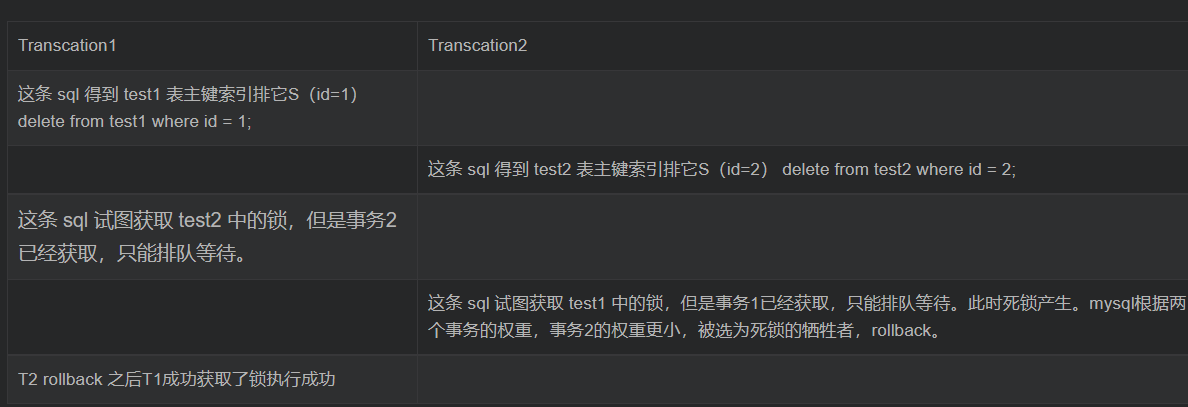 Transcation1
Transcation2
这条 sql 得到 test1 表主键索引排它S（id=1）
delete from test1 where id = 1;
这条 sql 得到 test2 表主键索引排它S（id=2） delete from test2 where id = 2;
这条 sql 试图获取 test2 中的锁，但是事务2
已经获取，只能排队等待。
这条 sql 试图获取 test1 中的锁，但是事务1已经获取，只能排队等待。此时死锁产生。mysql根据两
个事务的权重，事务2的权重更小，被选为死锁的牺牲者，rollback。
T2 rollback 之后T1成功获取了锁执行成功